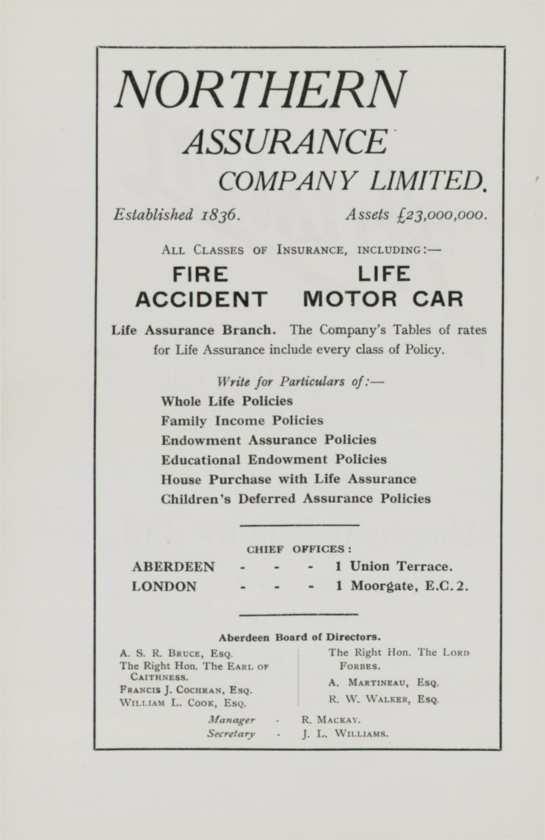 NORTHERN
ASSURANCE
COMPANY LIMITED.
Established 1836. Assets £23,000,000.
ALL CLASSES OF INSURANCE, INCLUDING:—
FIRE LIFE
ACCIDENT MOTOR CAR
Life Assurance Branch. The Company's Tables of rates
for Life Assurance include every class of Policy.
Write for Particulars of:—
Whole Life Policies
Family Income Policies
Endowment Assurance Policies
Educational Endowment Policies
House Purchase with Life Assurance
Children's Deferred Assurance Policies
CHIEF OFFICES:
ABERDEEN - - - 1 Union Terrace.
LONDON - - - 1 Moorgate, E.C.2.
Aberdeen Board of Directors.
A. S. R. BRUCE, ESQ.
The Right Hon. The EARL OF
CAITHNESS.
FRANCIS J. COCHRAN, ESQ.
WILLIAM L. COOK, ESQ.
The Right Hon. The LORD
FORBES.
A. MARTINEAU, ESQ.
R. W. WALKER, ESQ.
Manager - R. MACKAY.
Secretary - J. L. WILLIAMS.